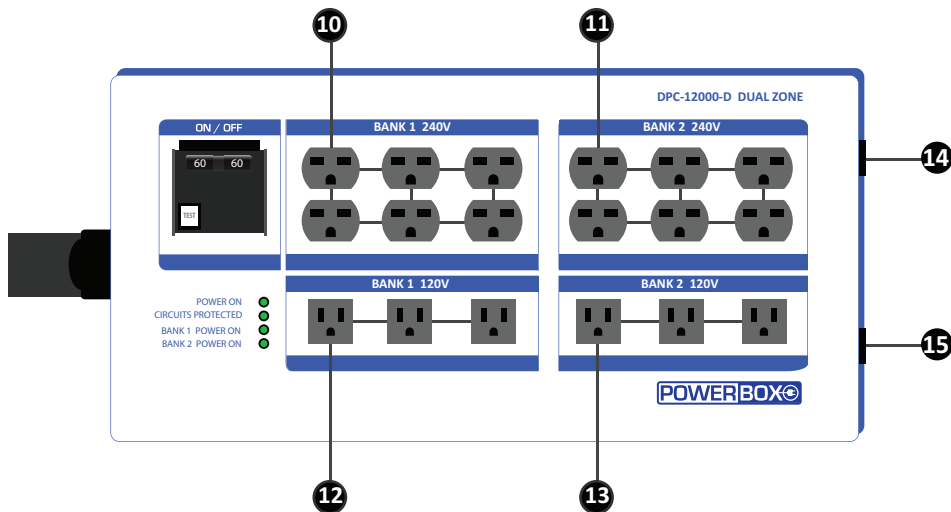 10
11
DPC-12000-D DUAL ZONE
ON / OFF
BANK 1 240V
BANK 2 240V
60 60
TEST
14
BANK 1 120V
BANK 2 120V
POWER ON
CIRCUITS PROTECTED
BANK 1 POWER ON
BANK 2 POWER ON
15
POWERBOX
12
13